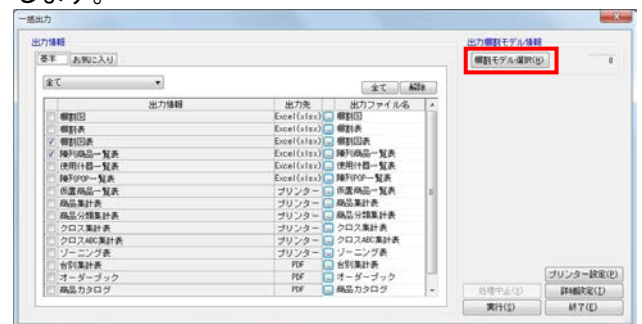 します。
一括出力
出力情報
基本 お気に入り
全て
全て 解除
出力情報 出力先 出力ファイル名
棚割図 Excel(xlsx) 棚割図
棚割表 Excel(xlsx) 棚割表
棚割図表 Excel(xlsx) 棚割図表
陳列商品一覧表 Excel(xlsx) 陳列商品一覧表
使用什器一覧表 Excel(xlsx) 使用什器一覧表
陳列POP一覧表 Excel(xlsx) 陳列POP一覧表
仮置商品一覧表 プリンター 仮置商品一覧表
商品集計表 プリンター 商品集計表
商品分類集計表 プリンター 商品分類集計表
クロス集計表 プリンター クロス集計表
クロスABC集計表 プリンター クロスABC集計表
ゾーニング表 プリンター ゾーニング表
台別集計表 PDF 台別集計表
オーダーブック PDF オーダーブック
商品カタログ PDF 商品カタログ
出力棚割モデル情報
棚割モデル選択(H) 0
プリンター設定(P)
処理中止(J) 詳細設定(I)
実行(S) 終了(E)